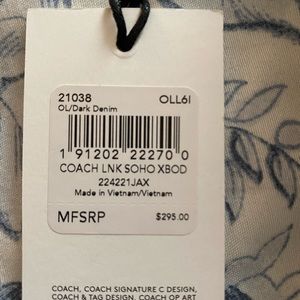 21038 OLL6I
OL/Dark Denim
1 91202 22270 0
COACH LNK SOHO XBOD
224221JAX
Made in Vietnam/Vietnam
MFSRP $295.00
COACH, COACH SIGNATURE C DESIGN,
COACH & TAG DESIGN, COACH OP ART